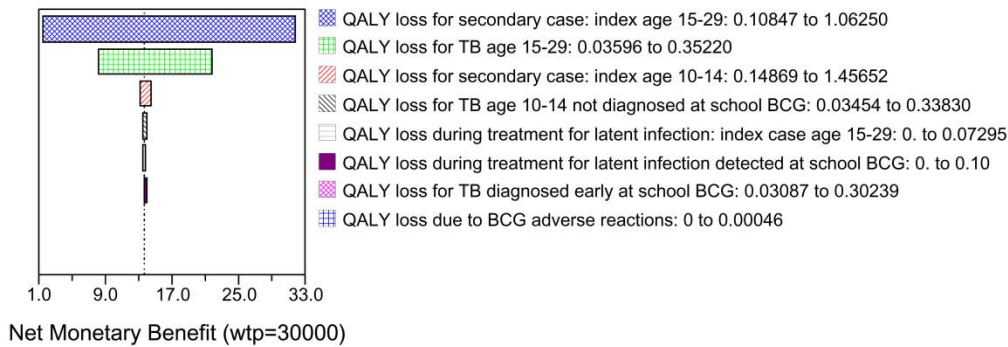 QALY loss for secondary case: index age 15-29: 0.10847 to 1.06250
QALY loss for TB age 15-29: 0.03596 to 0.35220
QALY loss for secondary case: index age 10-14: 0.14869 to 1.45652
QALY loss for TB age 10-14 not diagnosed at school BCG: 0.03454 to 0.33830
QALY loss during treatment for latent infection: index case age 15-29: 0. to 0.07295
QALY loss during treatment for latent infection detected at school BCG: 0. to 0.10
QALY loss for TB diagnosed early at school BCG: 0.03087 to 0.30239
QALY loss due to BCG adverse reactions: 0 to 0.00046
1.0 9.0 17.0 25.0 33.0
Net Monetary Benefit (wtp=30000)